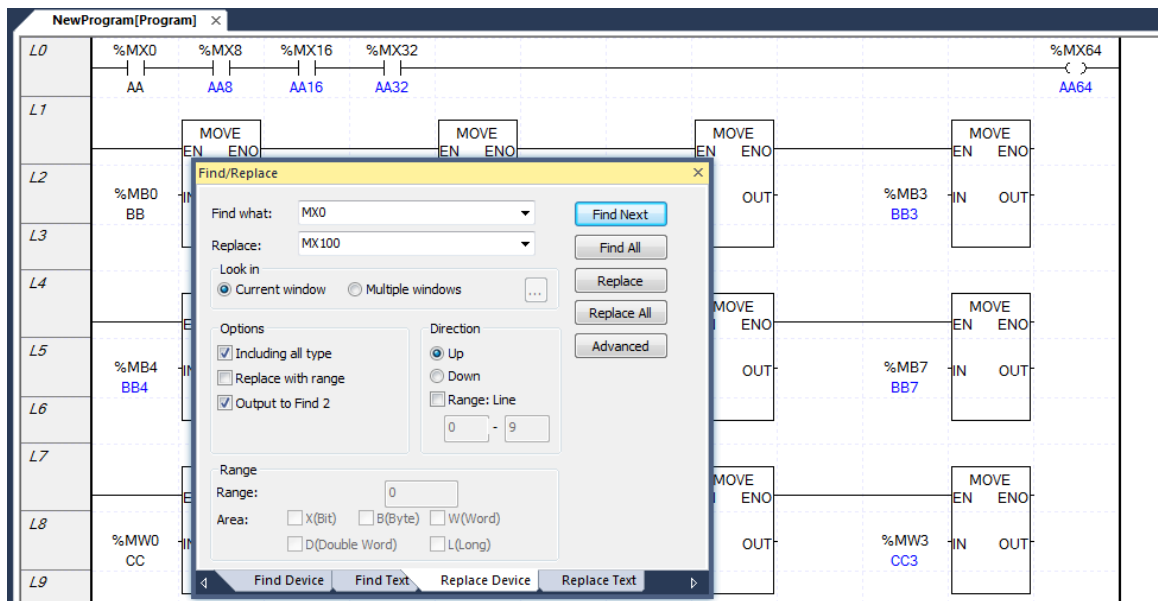 NewProgram[Program] ×
L0 %MX0 %MX8 %MX16 %MX32 %MX64
AA AA8 AA16 AA32 AA64
L1
MOVE MOVE MOVE MOVE
EN ENO EN ENO EN ENO EN ENO
Find/Replace ×
L2
%MB0 OUT %MB3 IN OUT
BB BB3
Find what: MX0 Find Next
L3
Replace: MX100 Find All
Look in
L4
Current window Multiple windows ... Replace
MOVE MOVE
Replace All
Options Direction
ENO EN ENO
L5
Including all type Up Advanced
%MB4 OUT %MB7 IN OUT
Replace with range Down
BB4 BB7
Output to Find 2 Range: Line
L6
0 - 9
L7
Range
MOVE MOVE
Range: 0
ENO EN ENO
L8
Area: X(Bit) B(Byte) W(Word)
%MW0 D(Double Word) L(Long) OUT %MW3 IN OUT
CC CC3
L9
Find Device Find Text Replace Device Replace Text